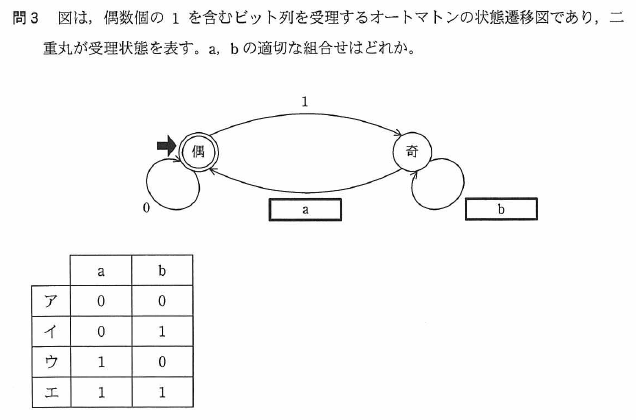 問3 図は，偶数個の 1 を含むビット列を受理するオートマトンの状態遷移図であり，二
重丸が受理状態を表す。a，b の適切な組合せはどれか。
1
偶
奇
0
a
b
a b
ア 0 0
イ 0 1
ウ 1 0
エ 1 1